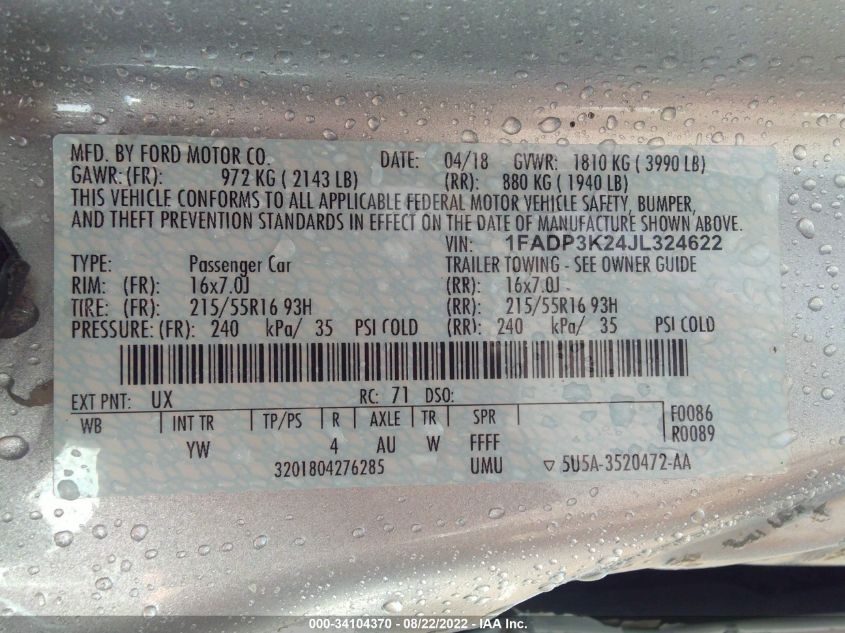 MFD. BY FORD MOTOR CO. DATE: 04/18 GVWR: 1810 KG ( 3990 LB)
GAWR: (FR): 972 KG ( 2143 LB) (RR): 880 KG ( 1940 LB)
THIS VEHICLE CONFORMS TO ALL APPLICABLE FEDERAL MOTOR VEHICLE SAFETY, BUMPER,
AND THEFT PREVENTION STANDARDS IN EFFECT ON THE DATE OF MANUFACTURE SHOWN ABOVE.
VIN: 1FADP3K24JL324622
TYPE: Passenger Car TRAILER TOWING - SEE OWNER GUIDE
RIM: (FR): 16x7.0J (RR): 16x7.0J
TIRE: (FR): 215/55R16 93H (RR): 215/55R16 93H
PRESSURE: (FR): 240 kPa/ 35 PSI COLD (RR): 240 kPa/ 35 PSI COLD
EXT PNT: UX RC: 71 DSO:
WB INT TR TP/PS R AXLE TR SPR F0086
YW 4 AU W FFFF R0089
3201804276285 UMU ▽ 5U5A-3520472-AA
000-34104370 - 08/22/2022 - IAA Inc.